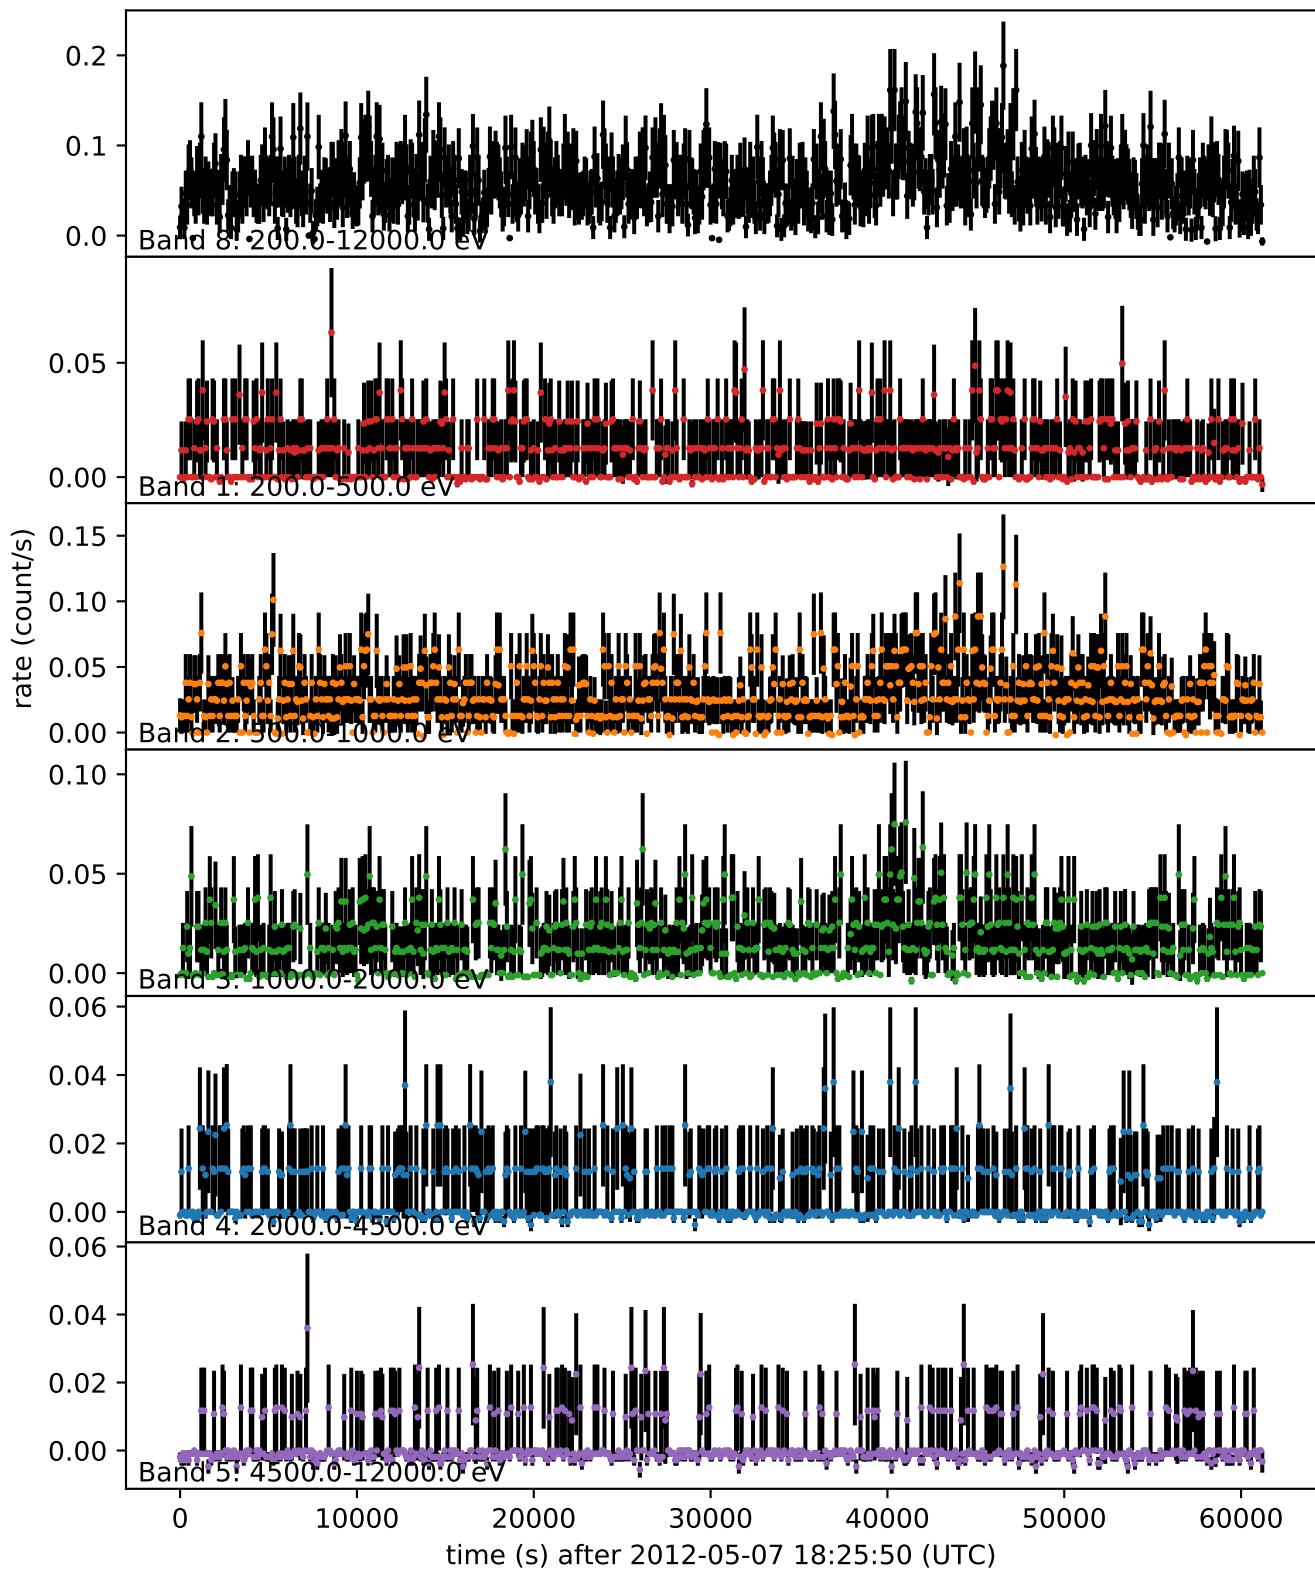 0.2
0.1
0.0
Band 8: 200.0-12000.0 eV
0.05
0.00
Band 1: 200.0-500.0 eV
rate (count/s)
0.15
0.10
0.05
0.00
Band 2: 500.0-1000.0 eV
0.10
0.05
0.00
Band 3: 1000.0-2000.0 eV
0.06
0.04
0.02
0.00
Band 4: 2000.0-4500.0 eV
0.06
0.04
0.02
0.00
Band 5: 4500.0-12000.0 eV
0 10000 20000 30000 40000 50000 60000
time (s) after 2012-05-07 18:25:50 (UTC)